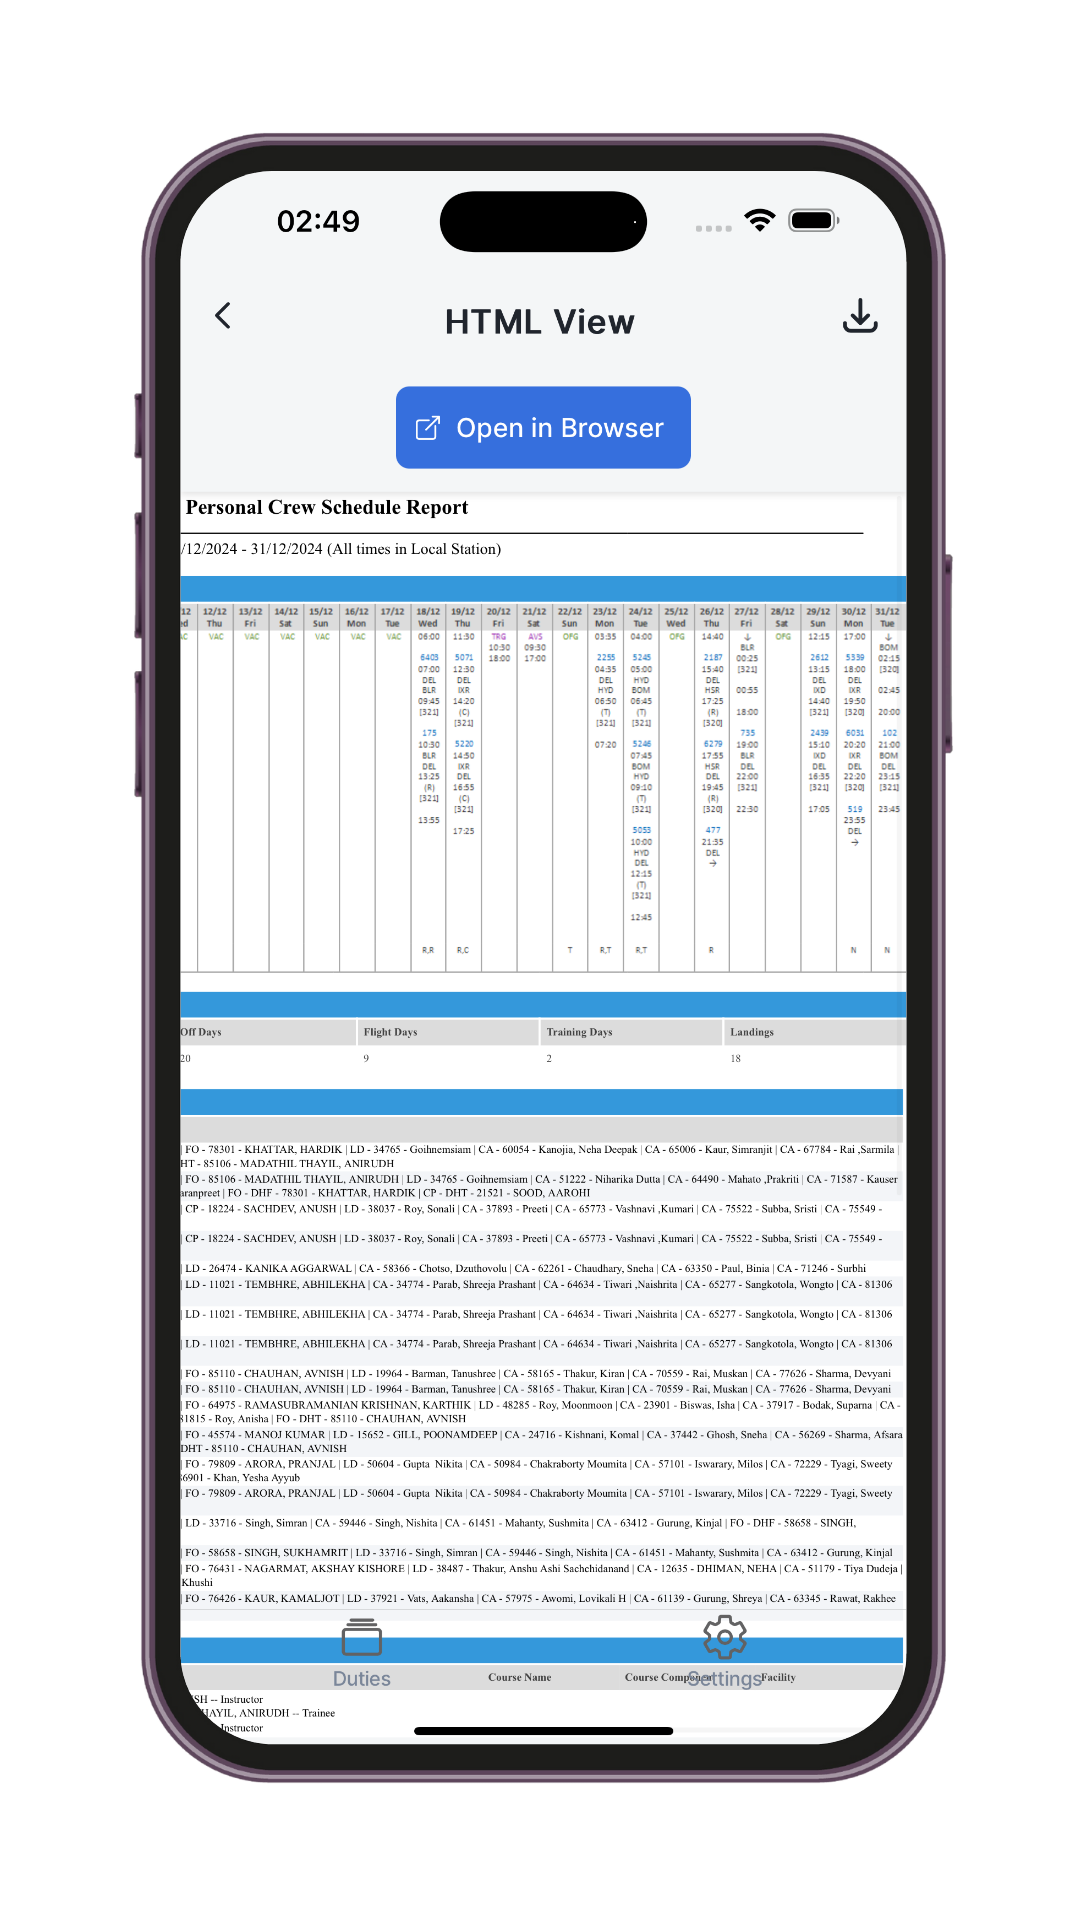 02:49
HTML View
Open in Browser
Personal Crew Schedule Report
/12/2024 - 31/12/2024 (All times in Local Station)
/12 12/12 13/12 14/12 15/12 16/12 17/12 18/12 19/12 20/12 21/12 22/12 23/12 24/12 25/12 26/12 27/12 28/12 29/12 30/12 31/12
Thu Fri Sat Sun Mon Tue Wed Thu Fri Sat Sun Mon Tue Wed Thu Fri Sat Sun Mon Tue
VAC VAC VAC VAC VAC VAC 06:00 11:30 TRG AVS OFG 03:35 04:00 OFG 14:40 ↓ OFG 12:15 17:00 ↓
10:30 09:30 BLR BOM
6403 5071 18:00 17:00 2255 5245 2187 00:25 2612 5339 02:15
07:00 12:30 04:35 05:00 15:40 [321] 13:15 18:00 [320]
DEL DEL DEL HYD DEL DEL DEL
BLR IXR HYD BOM HSR 00:55 IXD IXR 02:45
09:45 14:20 06:50 06:45 17:25 14:40 19:50
[321] (C) (T) (T) (R) 18:00 [321] [320] 20:00
[321] [321] [321] [320]
175 735 2439 6031 102
10:30 5220 07:20 5246 6279 19:00 15:10 20:20 21:00
BLR 14:50 07:45 17:55 BLR IXD IXR BOM
DEL IXR BOM HSR DEL DEL DEL DEL
13:25 DEL HYD DEL 22:00 16:35 22:20 23:15
(R) 16:55 09:10 19:45 [321] [321] [320] [321]
[321] (C) (T) (R)
[321] [321] [320] 22:30 17:05 519 23:45
13:55 23:55
17:25 5053 477 DEL
10:00 21:35 →
HYD DEL
DEL →
12:15
(T)
[321]
12:45
R,R R,C T R,T R,T R N N
Off Days Flight Days Training Days Landings
20 9 2 18
| FO - 78301 - KHATTAR, HARDIK | LD - 34765 - Goihnemsiam | CA - 60054 - Kanojia, Neha Deepak | CA - 65006 - Kaur, Simranjit | CA - 67784 - Rai ,Sarmila |
HT - 85106 - MADATHIL THAYIL, ANIRUDH
| FO - 85106 - MADATHIL THAYIL, ANIRUDH | LD - 34765 - Goihnemsiam | CA - 51222 - Niharika Dutta | CA - 64490 - Mahato ,Prakriti | CA - 71587 - Kauser
aranpreet | FO - DHF - 78301 - KHATTAR, HARDIK | CP - DHT - 21521 - SOOD, AAROHI
| CP - 18224 - SACHDEV, ANUSH | LD - 38037 - Roy, Sonali | CA - 37893 - Preeti | CA - 65773 - Vashnavi ,Kumari | CA - 75522 - Subba, Sristi | CA - 75549 -
| CP - 18224 - SACHDEV, ANUSH | LD - 38037 - Roy, Sonali | CA - 37893 - Preeti | CA - 65773 - Vashnavi ,Kumari | CA - 75522 - Subba, Sristi | CA - 75549 -
| LD - 26474 - KANIKA AGGARWAL | CA - 58366 - Chotso, Dzuthovolu | CA - 62261 - Chaudhary, Sneha | CA - 63350 - Paul, Binia | CA - 71246 - Surbhi
| LD - 11021 - TEMBHRE, ABHILEKHA | CA - 34774 - Parab, Shreeja Prashant | CA - 64634 - Tiwari ,Naishrita | CA - 65277 - Sangkotola, Wongto | CA - 81306
| LD - 11021 - TEMBHRE, ABHILEKHA | CA - 34774 - Parab, Shreeja Prashant | CA - 64634 - Tiwari ,Naishrita | CA - 65277 - Sangkotola, Wongto | CA - 81306
| LD - 11021 - TEMBHRE, ABHILEKHA | CA - 34774 - Parab, Shreeja Prashant | CA - 64634 - Tiwari ,Naishrita | CA - 65277 - Sangkotola, Wongto | CA - 81306
| FO - 85110 - CHAUHAN, AVNISH | LD - 19964 - Barman, Tanushree | CA - 58165 - Thakur, Kiran | CA - 70559 - Rai, Muskan | CA - 77626 - Sharma, Devyani
| FO - 85110 - CHAUHAN, AVNISH | LD - 19964 - Barman, Tanushree | CA - 58165 - Thakur, Kiran | CA - 70559 - Rai, Muskan | CA - 77626 - Sharma, Devyani
| FO - 64975 - RAMASUBRAMANIAN KRISHNAN, KARTHIK | LD - 48285 - Roy, Moonmoon | CA - 23901 - Biswas, Isha | CA - 37917 - Bodak, Suparna | CA -
81815 - Roy, Anisha | FO - DHT - 85110 - CHAUHAN, AVNISH
| FO - 45574 - MANOJ KUMAR | LD - 15652 - GILL, POONAMDEEP | CA - 24716 - Kishnani, Komal | CA - 37442 - Ghosh, Sneha | CA - 56269 - Sharma, Afsara
DHT - 85110 - CHAUHAN, AVNISH
| FO - 79809 - ARORA, PRANJAL | LD - 50604 - Gupta Nikita | CA - 50984 - Chakraborty Moumita | CA - 57101 - Iswarary, Milos | CA - 72229 - Tyagi, Sweety
6901 - Khan, Yesha Ayyub
| FO - 79809 - ARORA, PRANJAL | LD - 50604 - Gupta Nikita | CA - 50984 - Chakraborty Moumita | CA - 57101 - Iswarary, Milos | CA - 72229 - Tyagi, Sweety
| LD - 33716 - Singh, Simran | CA - 59446 - Singh, Nishita | CA - 61451 - Mahanty, Sushmita | CA - 63412 - Gurung, Kinjal | FO - DHF - 58658 - SINGH,
| FO - 58658 - SINGH, SUKHAMRIT | LD - 33716 - Singh, Simran | CA - 59446 - Singh, Nishita | CA - 61451 - Mahanty, Sushmita | CA - 63412 - Gurung, Kinjal
| FO - 76431 - NAGARMAT, AKSHAY KISHORE | LD - 38487 - Thakur, Anshu Ashi Sachchidanand | CA - 12635 - DHIMAN, NEHA | CA - 51179 - Tiya Dudeja |
Khushi
| FO - 76426 - KAUR, KAMALJOT | LD - 37921 - Vats, Aakansha | CA - 57975 - Awomi, Lovikali H | CA - 61139 - Gurung, Shreya | CA - 63345 - Rawat, Rakhee
Course Name Course Facility
Duties Settings
SH -- Instructor
HAYIL, ANIRUDH -- Trainee
Instructor